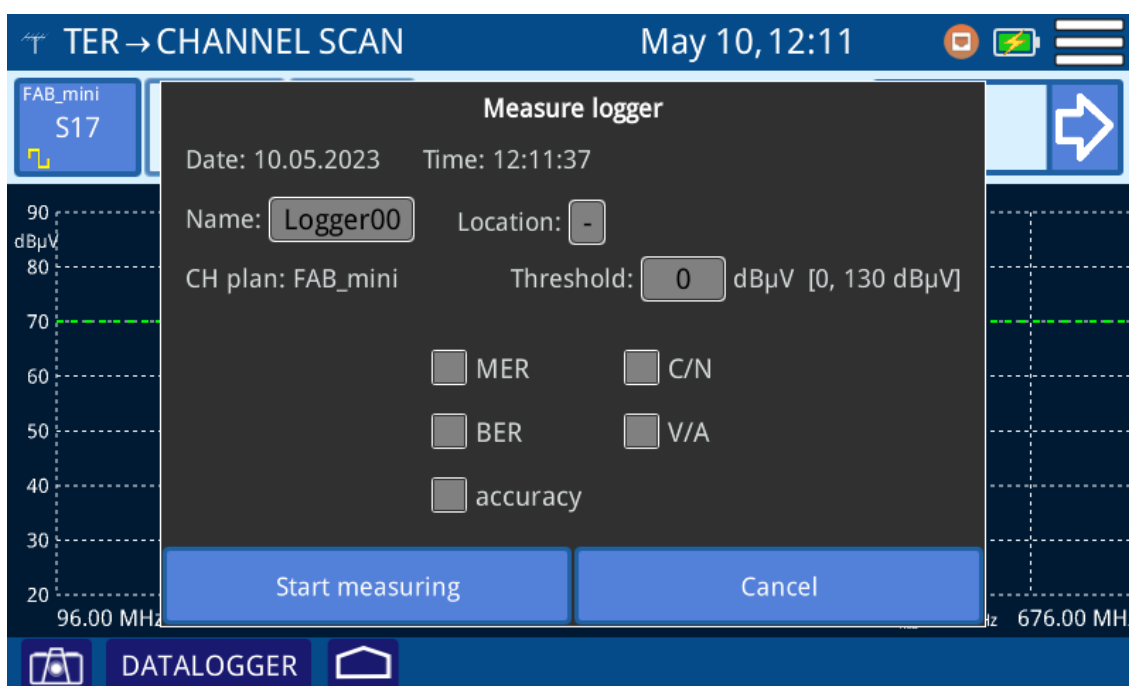 TER→CHANNEL SCAN May 10, 12:11
FAB_mini
S17
Measure logger
Date: 10.05.2023 Time: 12:11:37
Name: Logger00 Location: -
CH plan: FAB_mini Threshold: 0 dBµV [0, 130 dBµV]
MER C/N
BER V/A
accuracy
Start measuring Cancel
90
dBµV
80
70
60
50
40
30
20
96.00 MHz 676.00 MH
DATALOGGER